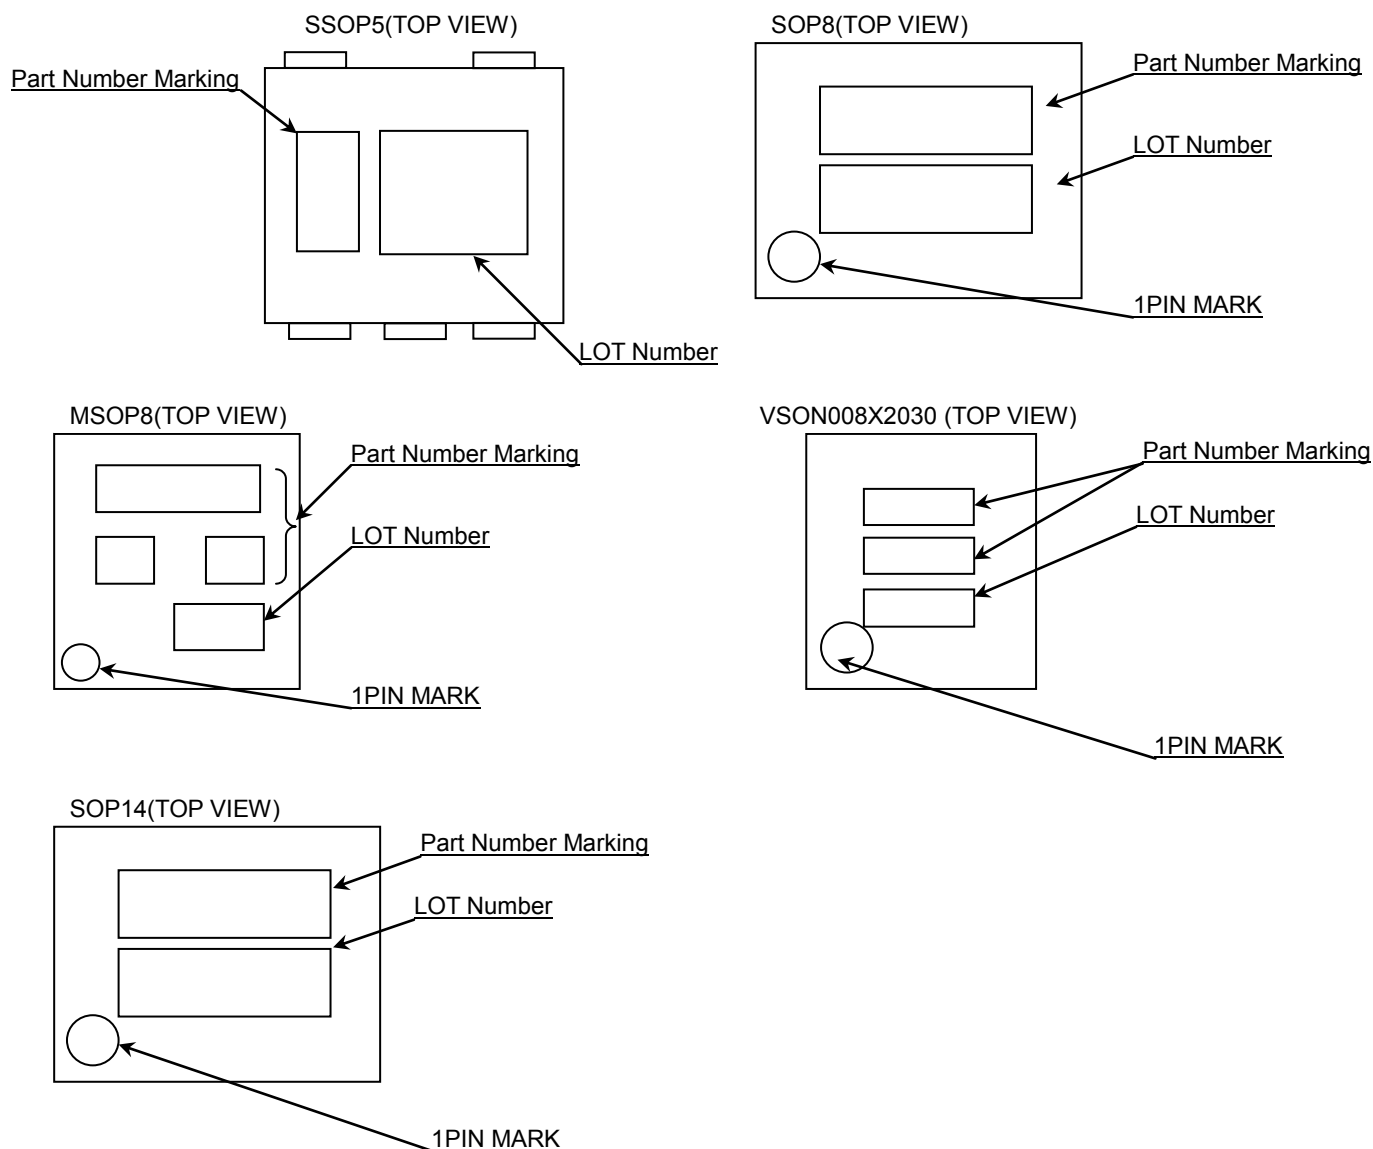 SSOP5(TOP VIEW)
Part Number Marking
LOT Number
SOP8(TOP VIEW)
Part Number Marking
LOT Number
1PIN MARK
MSOP8(TOP VIEW)
Part Number Marking
LOT Number
1PIN MARK
VSON008X2030 (TOP VIEW)
Part Number Marking
LOT Number
1PIN MARK
SOP14(TOP VIEW)
Part Number Marking
LOT Number
1PIN MARK